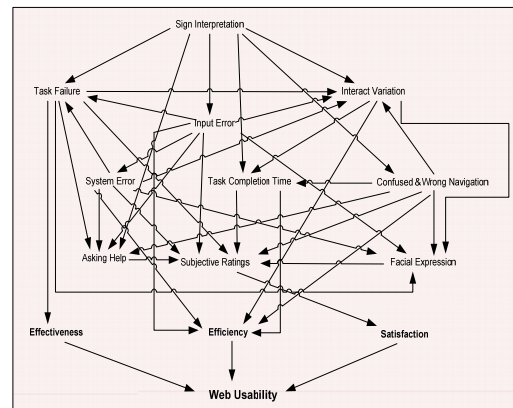 Sign Interpretation
Task Failure
Interact Variation
Input Error
System Error
Task Completion Time
Confused & Wrong Navigation
Asking Help
Subjective Ratings
Facial Expression
Effectiveness
Efficiency
Satisfaction
Web Usability